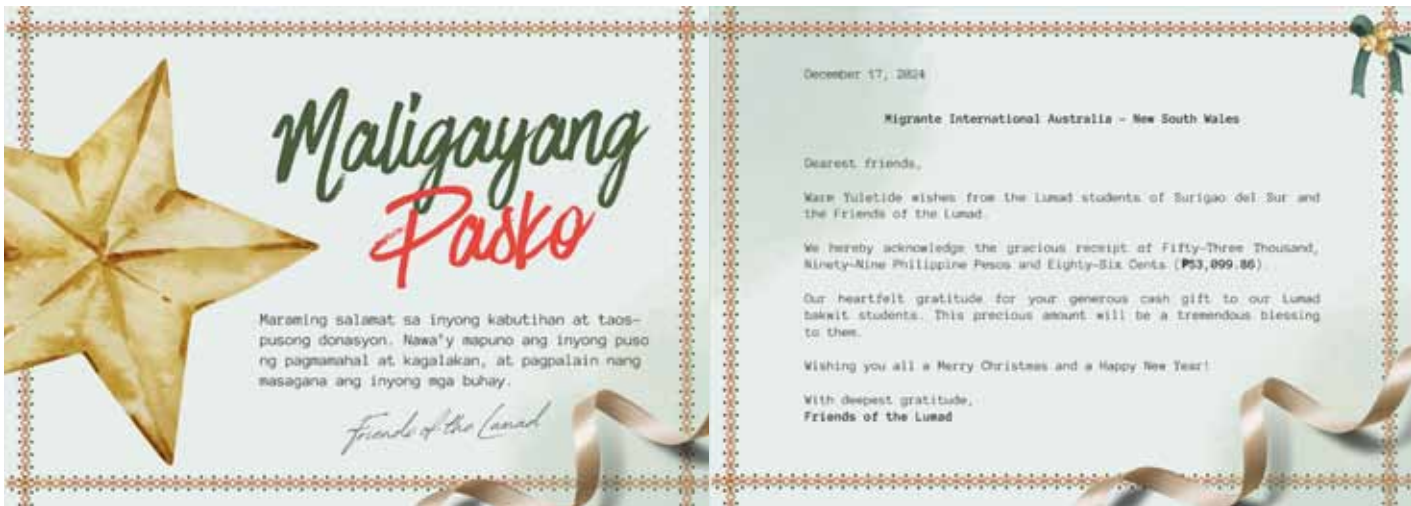 Maligayang
Pasko
Maraming salamat sa inyong kabutihan at taos-
pusong donasyon. Nawa'y mapuno ang inyong puso
ng pagmamahal at kagalakan, at pagpalain nang
masagana ang inyong mga buhay.
Friends of the Lumad
December 17, 2024
Migrante International Australia - New South Wales
Dearest friends,
Warm Yuletide wishes from the Lumad students of Surigao del Sur and
the Friends of the Lumad.
We hereby acknowledge the gracious receipt of Fifty-Three Thousand,
Ninety-Nine Philippine Pesos and Eighty-Six Cents (₱53,099.86)
Our heartfelt gratitude for your generous cash gift to our Lumad
bakwit students. This precious amount will be a tremendous blessing
to them.
Wishing you all a Merry Christmas and a Happy New Year!
With deepest gratitude,
Friends of the Lumad